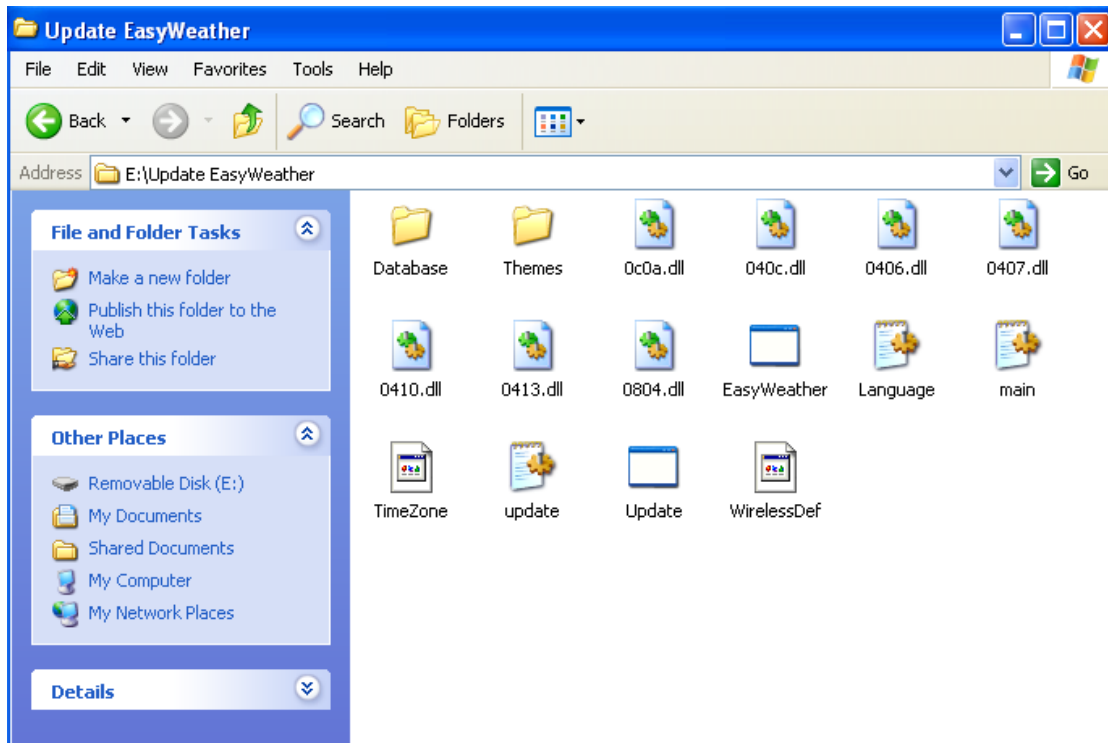 Update EasyWeather
File Edit View Favorites Tools Help
Back Search Folders
Address E:\Update EasyWeather Go
File and Folder Tasks
Make a new folder
Publish this folder to the
Web
Share this folder
Other Places
Removable Disk (E:)
My Documents
Shared Documents
My Computer
My Network Places
Details
Database Themes 0c0a.dll 040c.dll 0406.dll 0407.dll
0410.dll 0413.dll 0804.dll EasyWeather Language main
TimeZone update Update WirelessDef